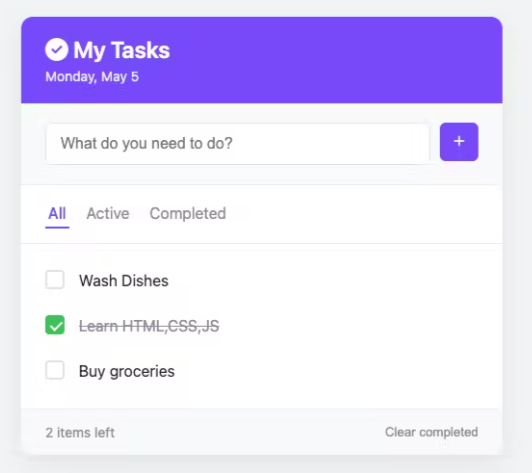 My Tasks
Monday, May 5
What do you need to do?
+
All Active Completed
Wash Dishes
Learn HTML,CSS,JS
Buy groceries
2 items left Clear completed